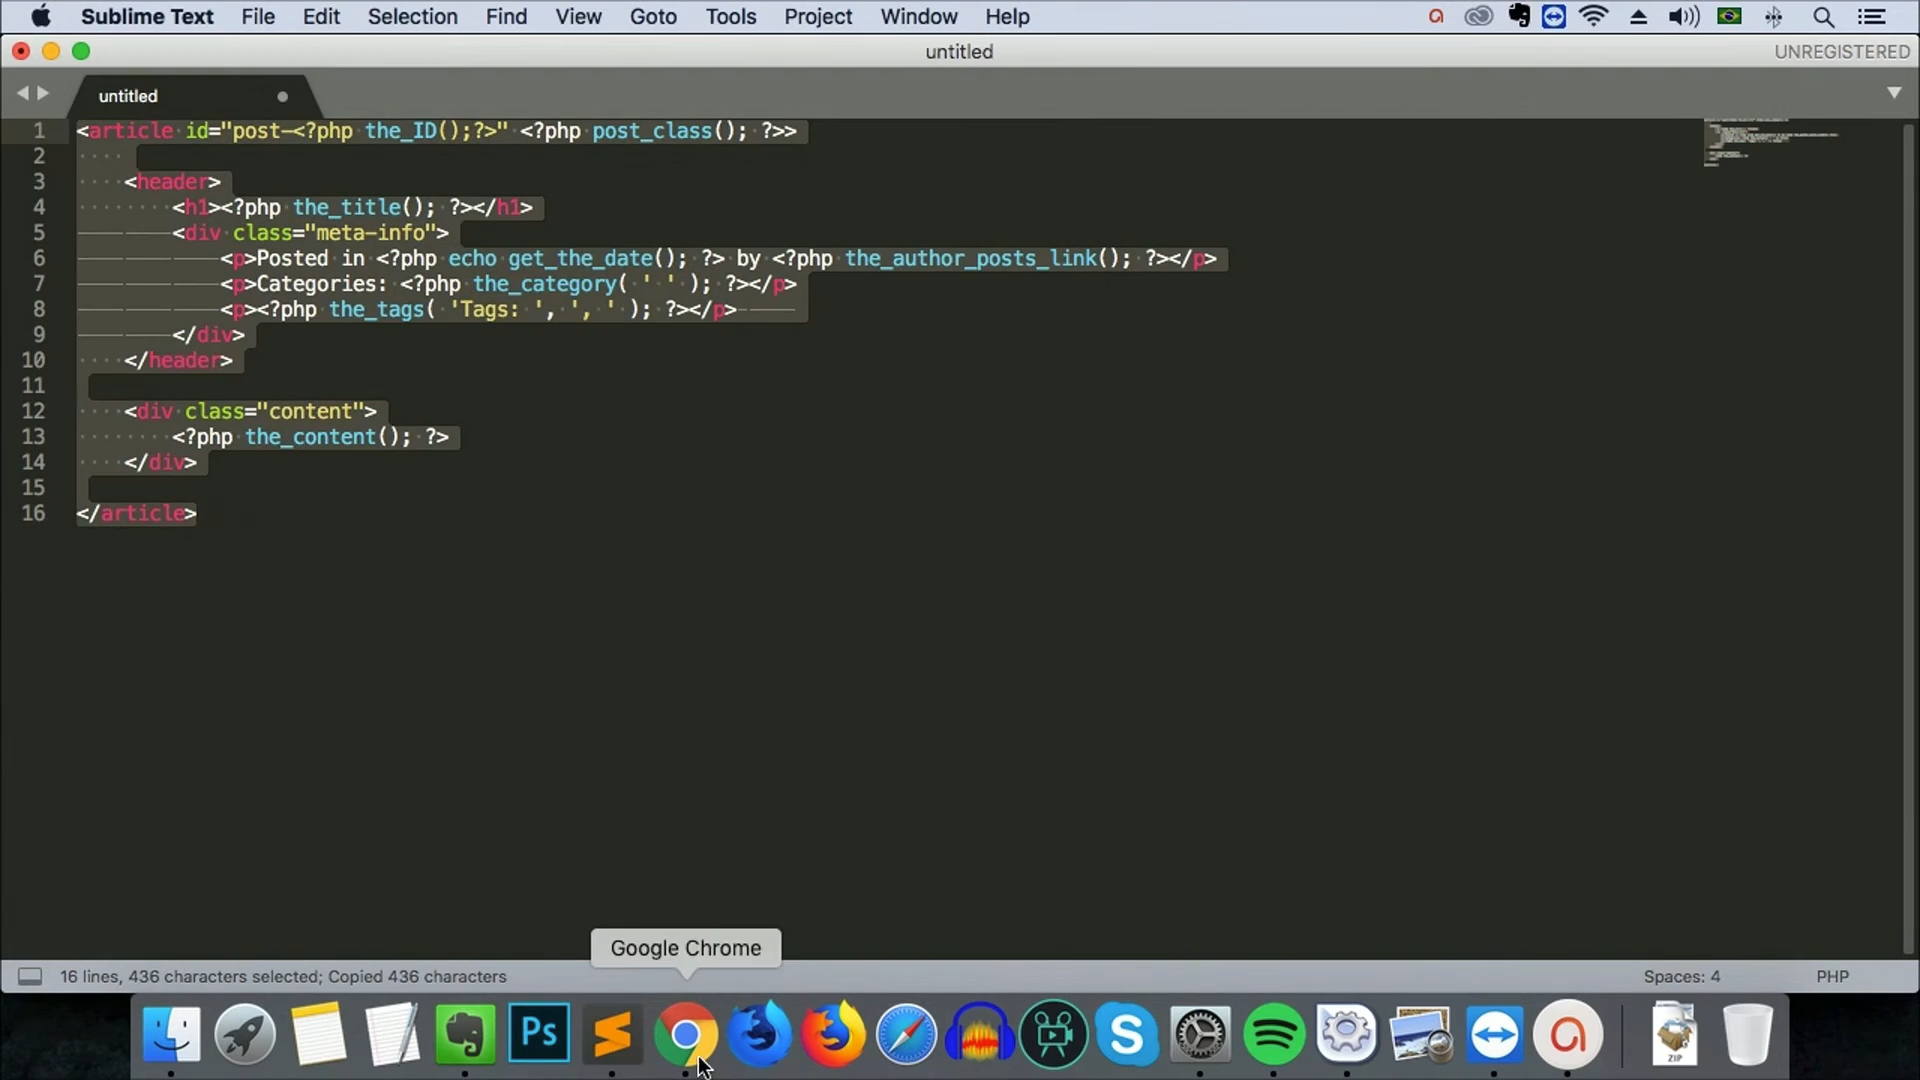 Sublime Text File Edit Selection Find View Goto Tools Project Window Help
untitled UNREGISTERED
untitled
1 <article id="post-<?php the_ID();?>" <?php post_class(); ?>>
2
3 <header>
4 <h1><?php the_title(); ?></h1>
5 <div class="meta-info">
6 <p>Posted in <?php echo get_the_date(); ?> by <?php the_author_posts_link(); ?></p>
7 <p>Categories: <?php the_category( ' ' ); ?></p>
8 <p><?php the_tags( 'Tags: ', ', ' ); ?></p>
9 </div>
10 </header>
11
12 <div class="content">
13 <?php the_content(); ?>
14 </div>
15
16 </article>
Google Chrome
16 lines, 436 characters selected; Copied 436 characters Spaces: 4 PHP
Ps
S
a
ZIP